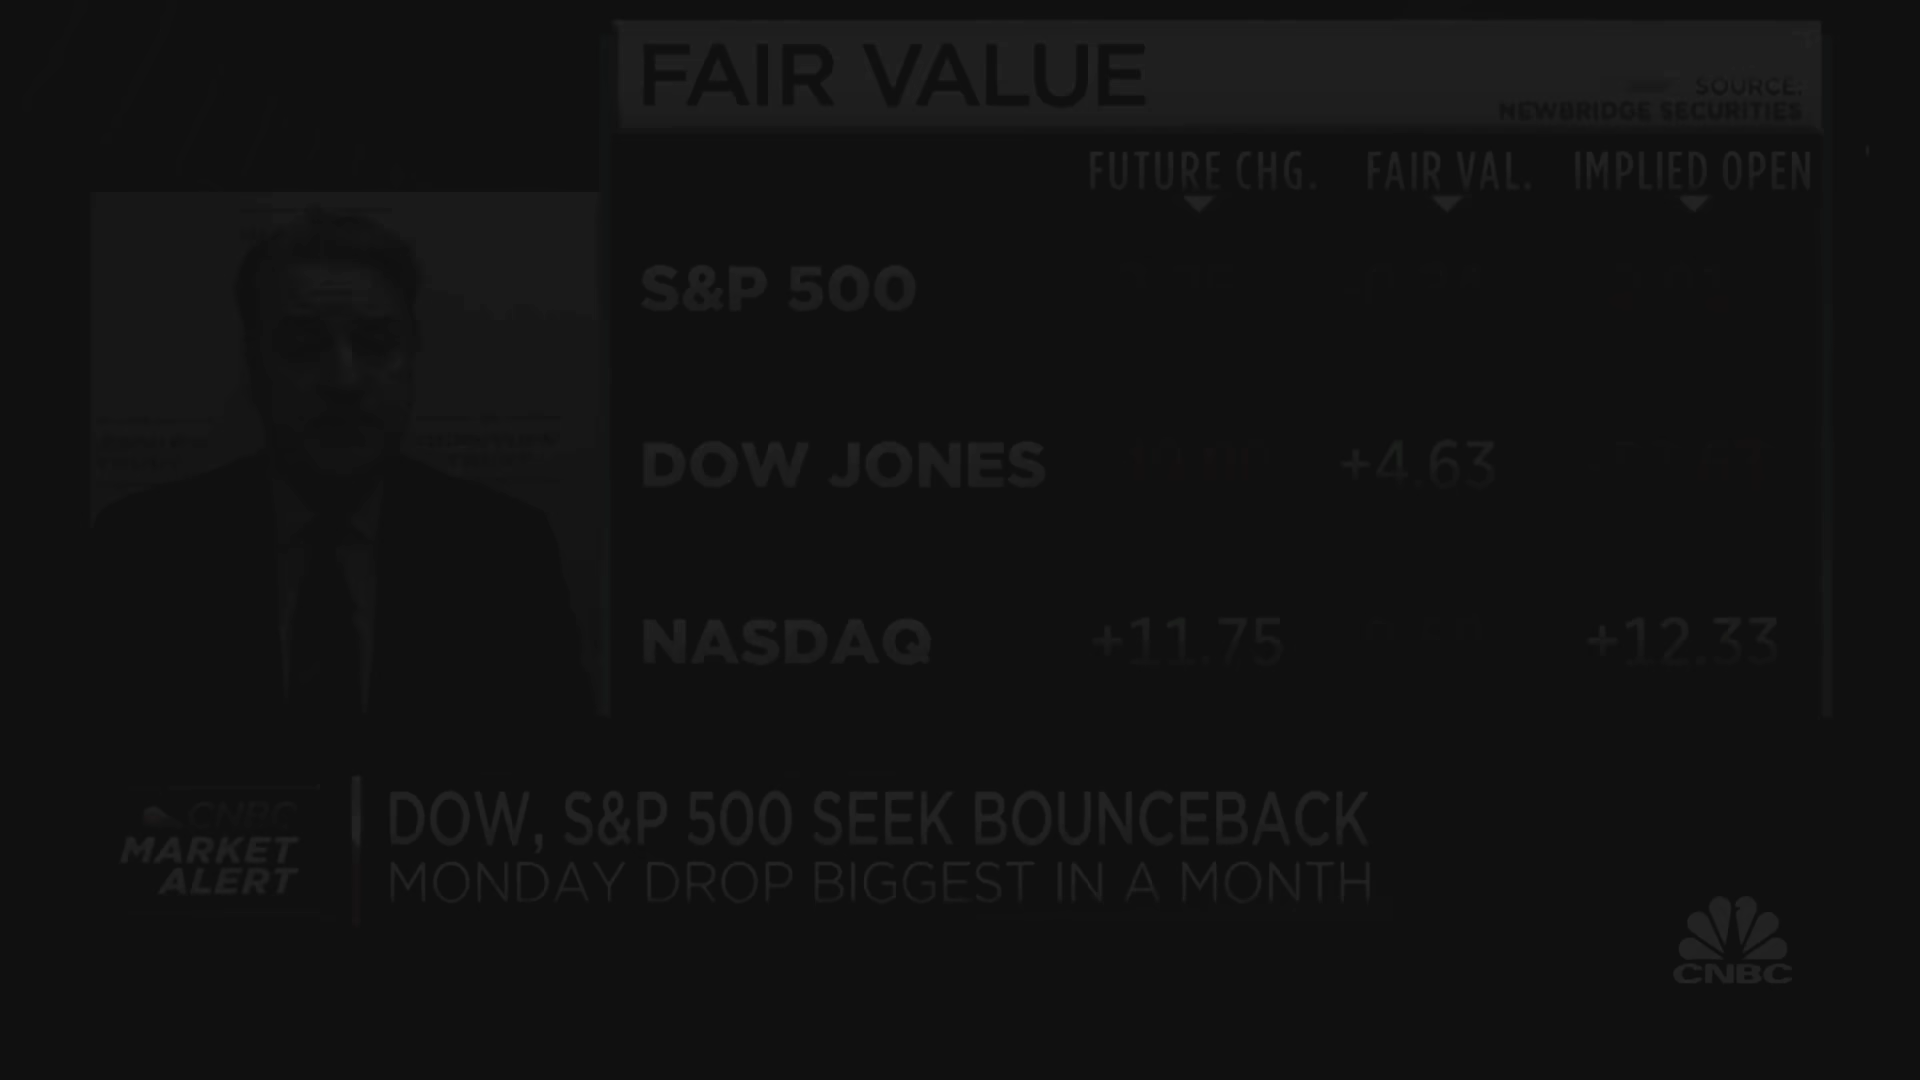 FAIR VALUE
SOURCE:
NEWBRIDGE SECURITIES
FUTURE CHG. FAIR VAL. IMPLIED OPEN
S&P 500
DOW JONES +4.63
NASDAQ +11.75 +12.33
CNBC
MARKET
ALERT
DOW, S&P 500 SEEK BOUNCEBACK
MONDAY DROP BIGGEST IN A MONTH
CNBC